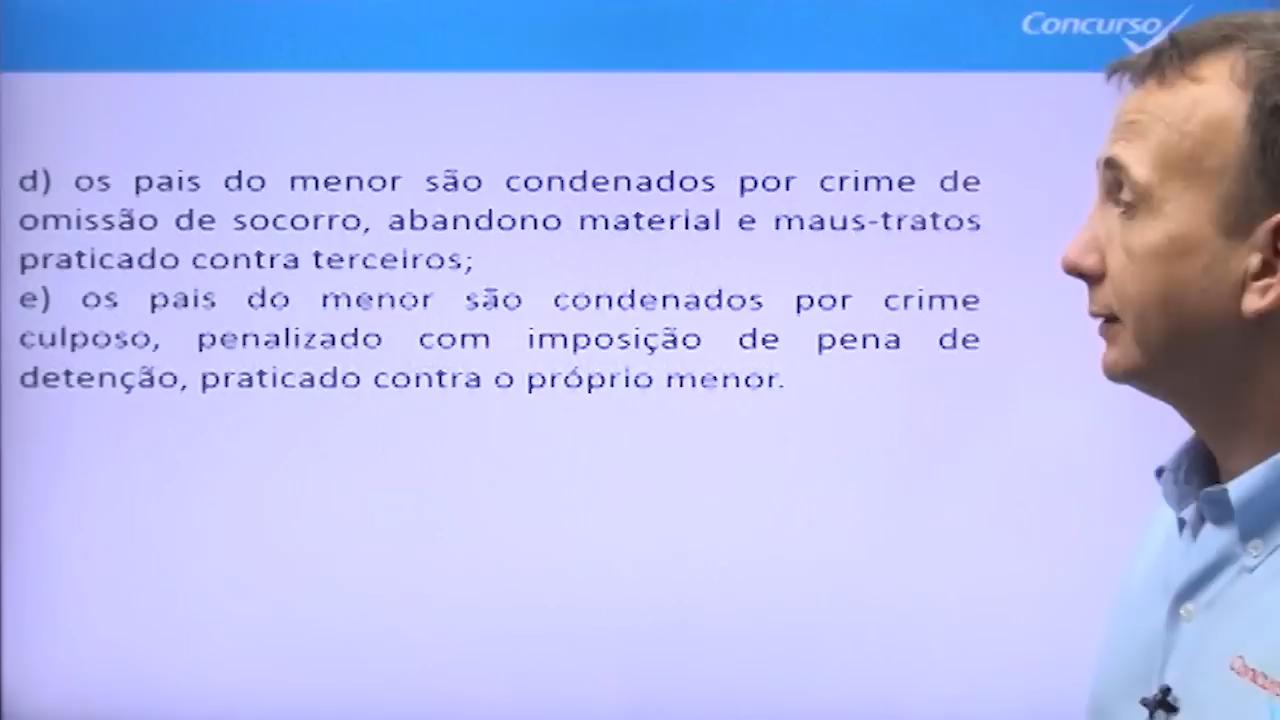 Concurso
d) os pais do menor são condenados por crime de
omissão de socorro, abandono material e maus-tratos
praticado contra terceiros;
e) os pais do menor são condenados por crime
culposo, penalizado com imposição de pena de
detenção, praticado contra o próprio menor.